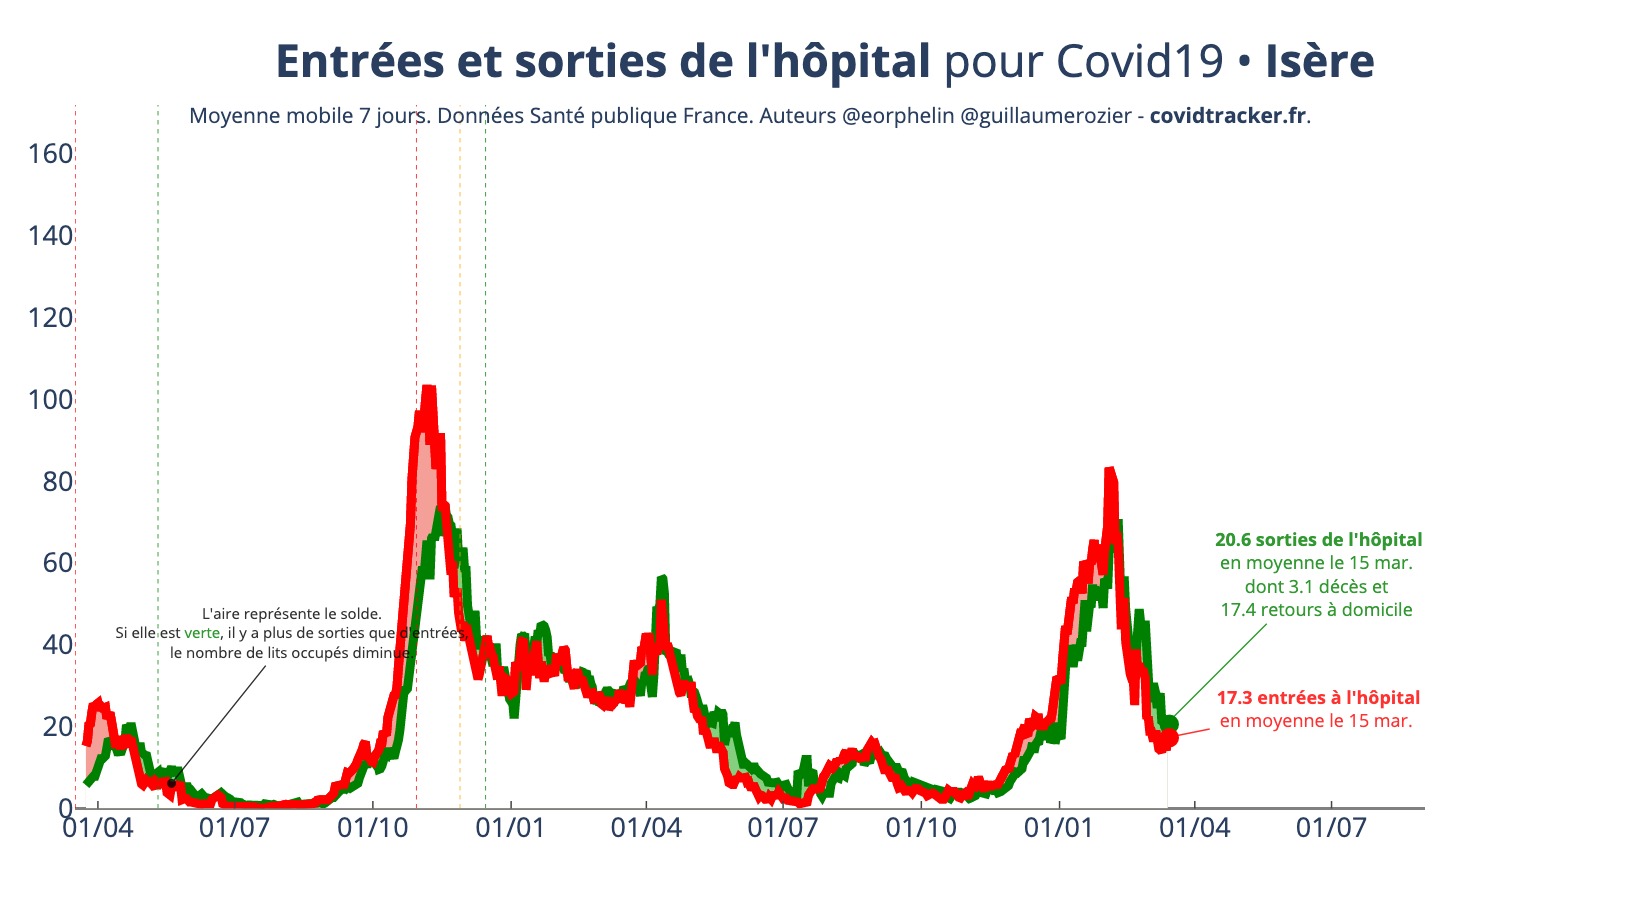 Entrées et sorties de l'hôpital pour Covid19 • Isère
Moyenne mobile 7 jours. Données Santé publique France. Auteurs @eorphelin @guillaumerozier - covidtracker.fr.
160
140
120
100
80
60
40
20
0
L'aire représente le solde.
Si elle est verte, il y a plus de sorties que d'entrées,
le nombre de lits occupés diminue.
20.6 sorties de l'hôpital
en moyenne le 15 mar.
dont 3.1 décès et
17.4 retours à domicile
17.3 entrées à l'hôpital
en moyenne le 15 mar.
01/04 01/07 01/10 01/01 01/04 01/07 01/10 01/01 01/04 01/07